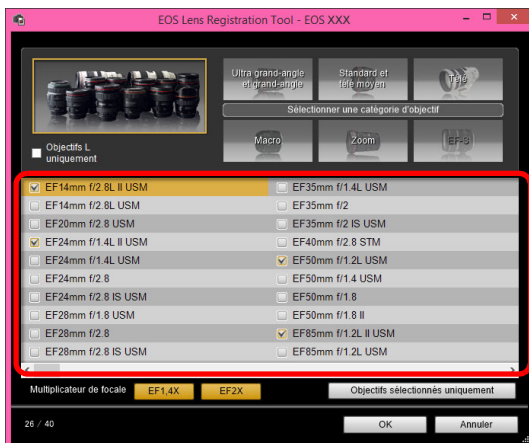 EOS Lens Registration Tool - EOS XXX
Ultra grand-angle
et grand-angle
Standard et
télé moyen
Télé
Sélectionner une catégorie d'objectif
Macro
Zoom
EF-S
Objectifs L
uniquement
EF14mm f/2.8L II USM
EF14mm f/2.8L USM
EF20mm f/2.8 USM
EF24mm f/1.4L II USM
EF24mm f/1.4L USM
EF24mm f/2.8
EF24mm f/2.8 IS USM
EF28mm f/1.8 USM
EF28mm f/2.8
EF28mm f/2.8 IS USM
EF35mm f/1.4L USM
EF35mm f/2
EF35mm f/2 IS USM
EF40mm f/2.8 STM
EF50mm f/1.2L USM
EF50mm f/1.4 USM
EF50mm f/1.8
EF50mm f/1.8 II
EF85mm f/1.2L II USM
EF85mm f/1.2L USM
Multiplicateur de focale
EF1,4X
EF2X
Objectifs sélectionnés uniquement
26 / 40
OK
Annuler